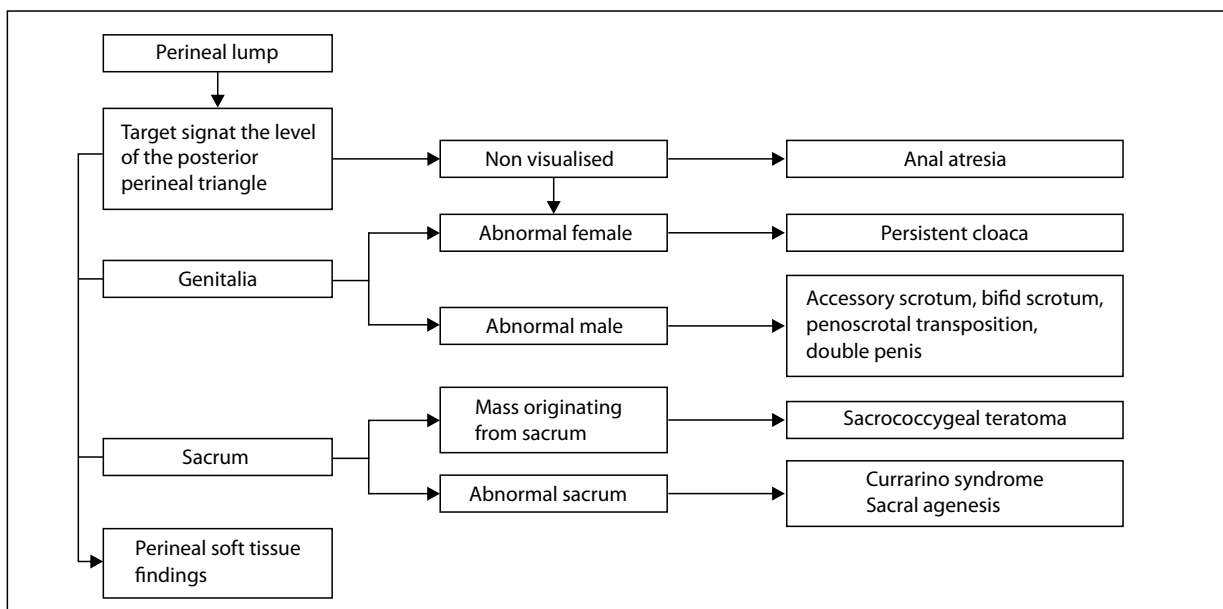 Perineal lump
Target signat the level
of the posterior
perineal triangle
Non visualised
Anal atresia
Abnormal female
Persistent cloaca
Genitalia
Abnormal male
Accessory scrotum, bifid scrotum,
penoscrotal transposition,
double penis
Mass originating
from sacrum
Sacrococcygeal teratoma
Sacrum
Abnormal sacrum
Currarino syndrome
Sacral agenesis
Perineal soft tissue
findings